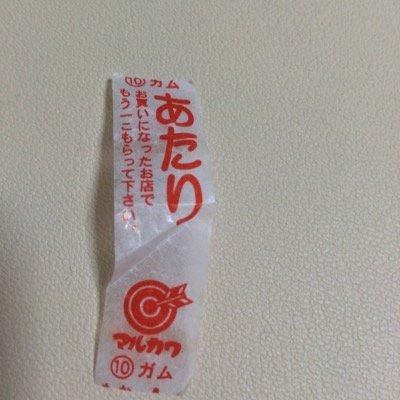 ⑩ガム
あたり
お買いになったお店で
もう一こもらって下さい。
マルカワ
⑩ガム